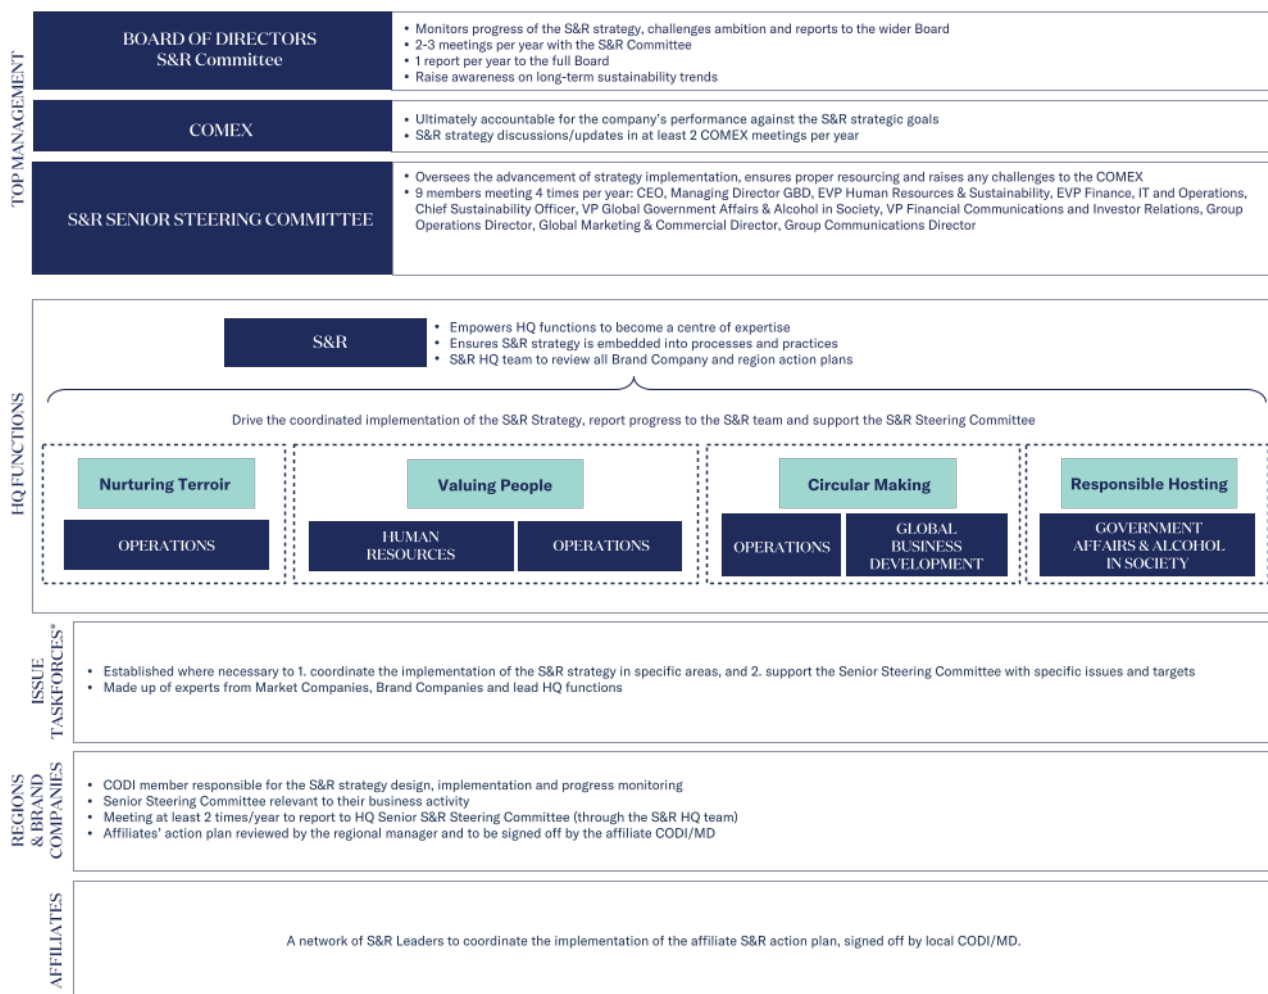 TOP MANAGEMENT
BOARD OF DIRECTORS
S&R Committee
• Monitors progress of the S&R strategy, challenges ambition and reports to the wider Board
• 2-3 meetings per year with the S&R Committee
• 1 report per year to the full Board
• Raise awareness on long-term sustainability trends
COMEX
• Ultimately accountable for the company's performance against the S&R strategic goals
• S&R strategy discussions/updates in at least 2 COMEX meetings per year
S&R SENIOR STEERING COMMITTEE
• Oversees the advancement of strategy implementation, ensures proper resourcing and raises any challenges to the COMEX
• 9 members meeting 4 times per year: CEO, Managing Director GBD, EVP Human Resources & Sustainability, EVP Finance, IT and Operations,
Chief Sustainability Officer, VP Global Government Affairs & Alcohol in Society, VP Financial Communications and Investor Relations, Group
Operations Director, Global Marketing & Commercial Director, Group Communications Director
HQ FUNCTIONS
S&R
• Empowers HQ functions to become a centre of expertise
• Ensures S&R strategy is embedded into processes and practices
• S&R HQ team to review all Brand Company and region action plans
Drive the coordinated implementation of the S&R Strategy, report progress to the S&R team and support the S&R Steering Committee
Nurturing Terroir
OPERATIONS
Valuing People
HUMAN
RESOURCES
OPERATIONS
Circular Making
OPERATIONS
GLOBAL
BUSINESS
DEVELOPMENT
Responsible Hosting
GOVERNMENT
AFFAIRS & ALCOHOL
IN SOCIETY
ISSUE
TASKFORCES*
• Established where necessary to 1. coordinate the implementation of the S&R strategy in specific areas, and 2. support the Senior Steering Committee with specific issues and targets
• Made up of experts from Market Companies, Brand Companies and lead HQ functions
REGIONS
& BRAND
COMPANIES
• CODI member responsible for the S&R strategy design, implementation and progress monitoring
• Senior Steering Committee relevant to their business activity
• Meeting at least 2 times/year to report to HQ Senior S&R Steering Committee (through the S&R HQ team)
• Affiliates' action plan reviewed by the regional manager and to be signed off by the affiliate CODI/MD
AFFILIATES
A network of S&R Leaders to coordinate the implementation of the affiliate S&R action plan, signed off by local CODI/MD.